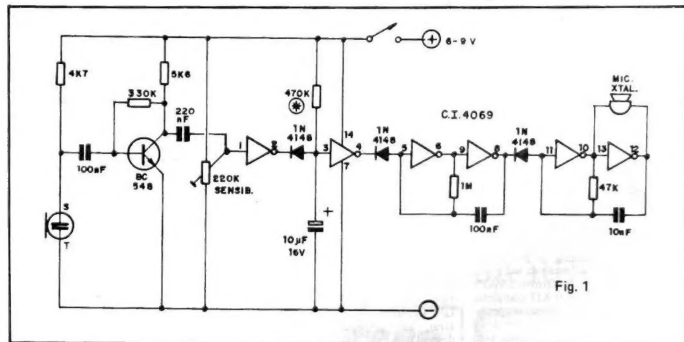 6-9 V
4K7
5K6
330K
220
nF
470K
1N
4148
14
1N
4148
C.I. 4069
1N
4148
MIC.
XTAL.
1
2
3
4
5
6
9
8
11
10
13
12
100nF
BC
548
220K
SENSIB.
7
1M
47K
S
T
10µF
16V
+
100nF
10nF
Fig. 1